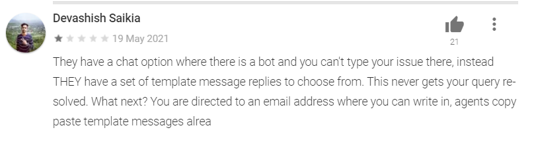 Devashish Saikia
19 May 2021
21
They have a chat option where there is a bot and you can't type your issue there, instead
THEY have a set of template message replies to choose from. This never gets your query re-
solved. What next? You are directed to an email address where you can write in, agents copy
paste template messages alrea